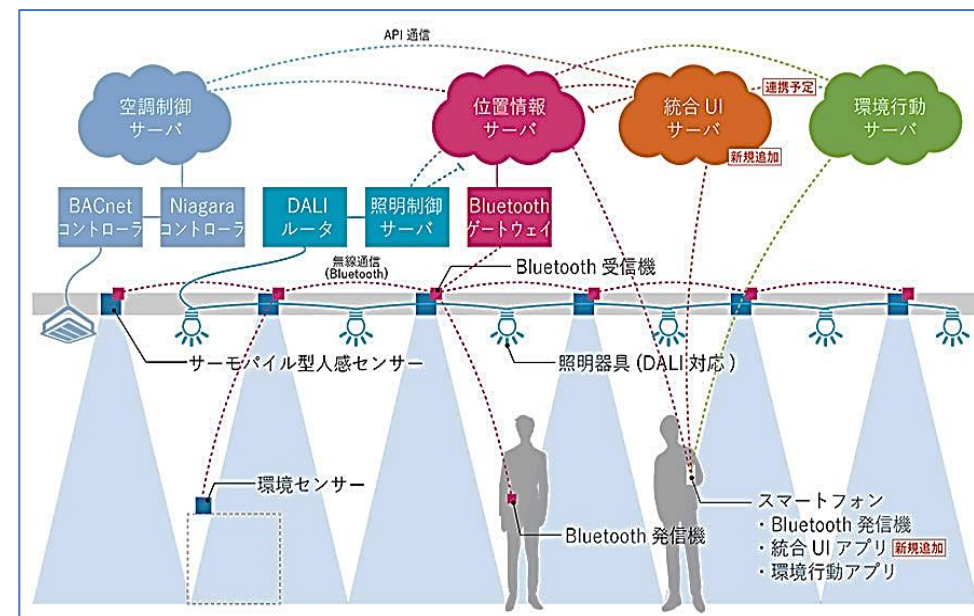 API 通信
空調制御
サーバ
位置情報
サーバ
統合 UI
サーバ
連携予定
環境行動
サーバ
新規追加
BACnet
コントローラ
Niagara
コントローラ
DALI
ルータ
照明制御
サーバ
Bluetooth
ゲートウェイ
無線通信
(Bluetooth)
Bluetooth 受信機
サーモパイル型人感センサー
照明器具 (DALI 対応 )
環境センサー
Bluetooth 発信機
スマートフォン
・Bluetooth 発信機
・統合 UI アプリ 新規追加
・環境行動アプリ